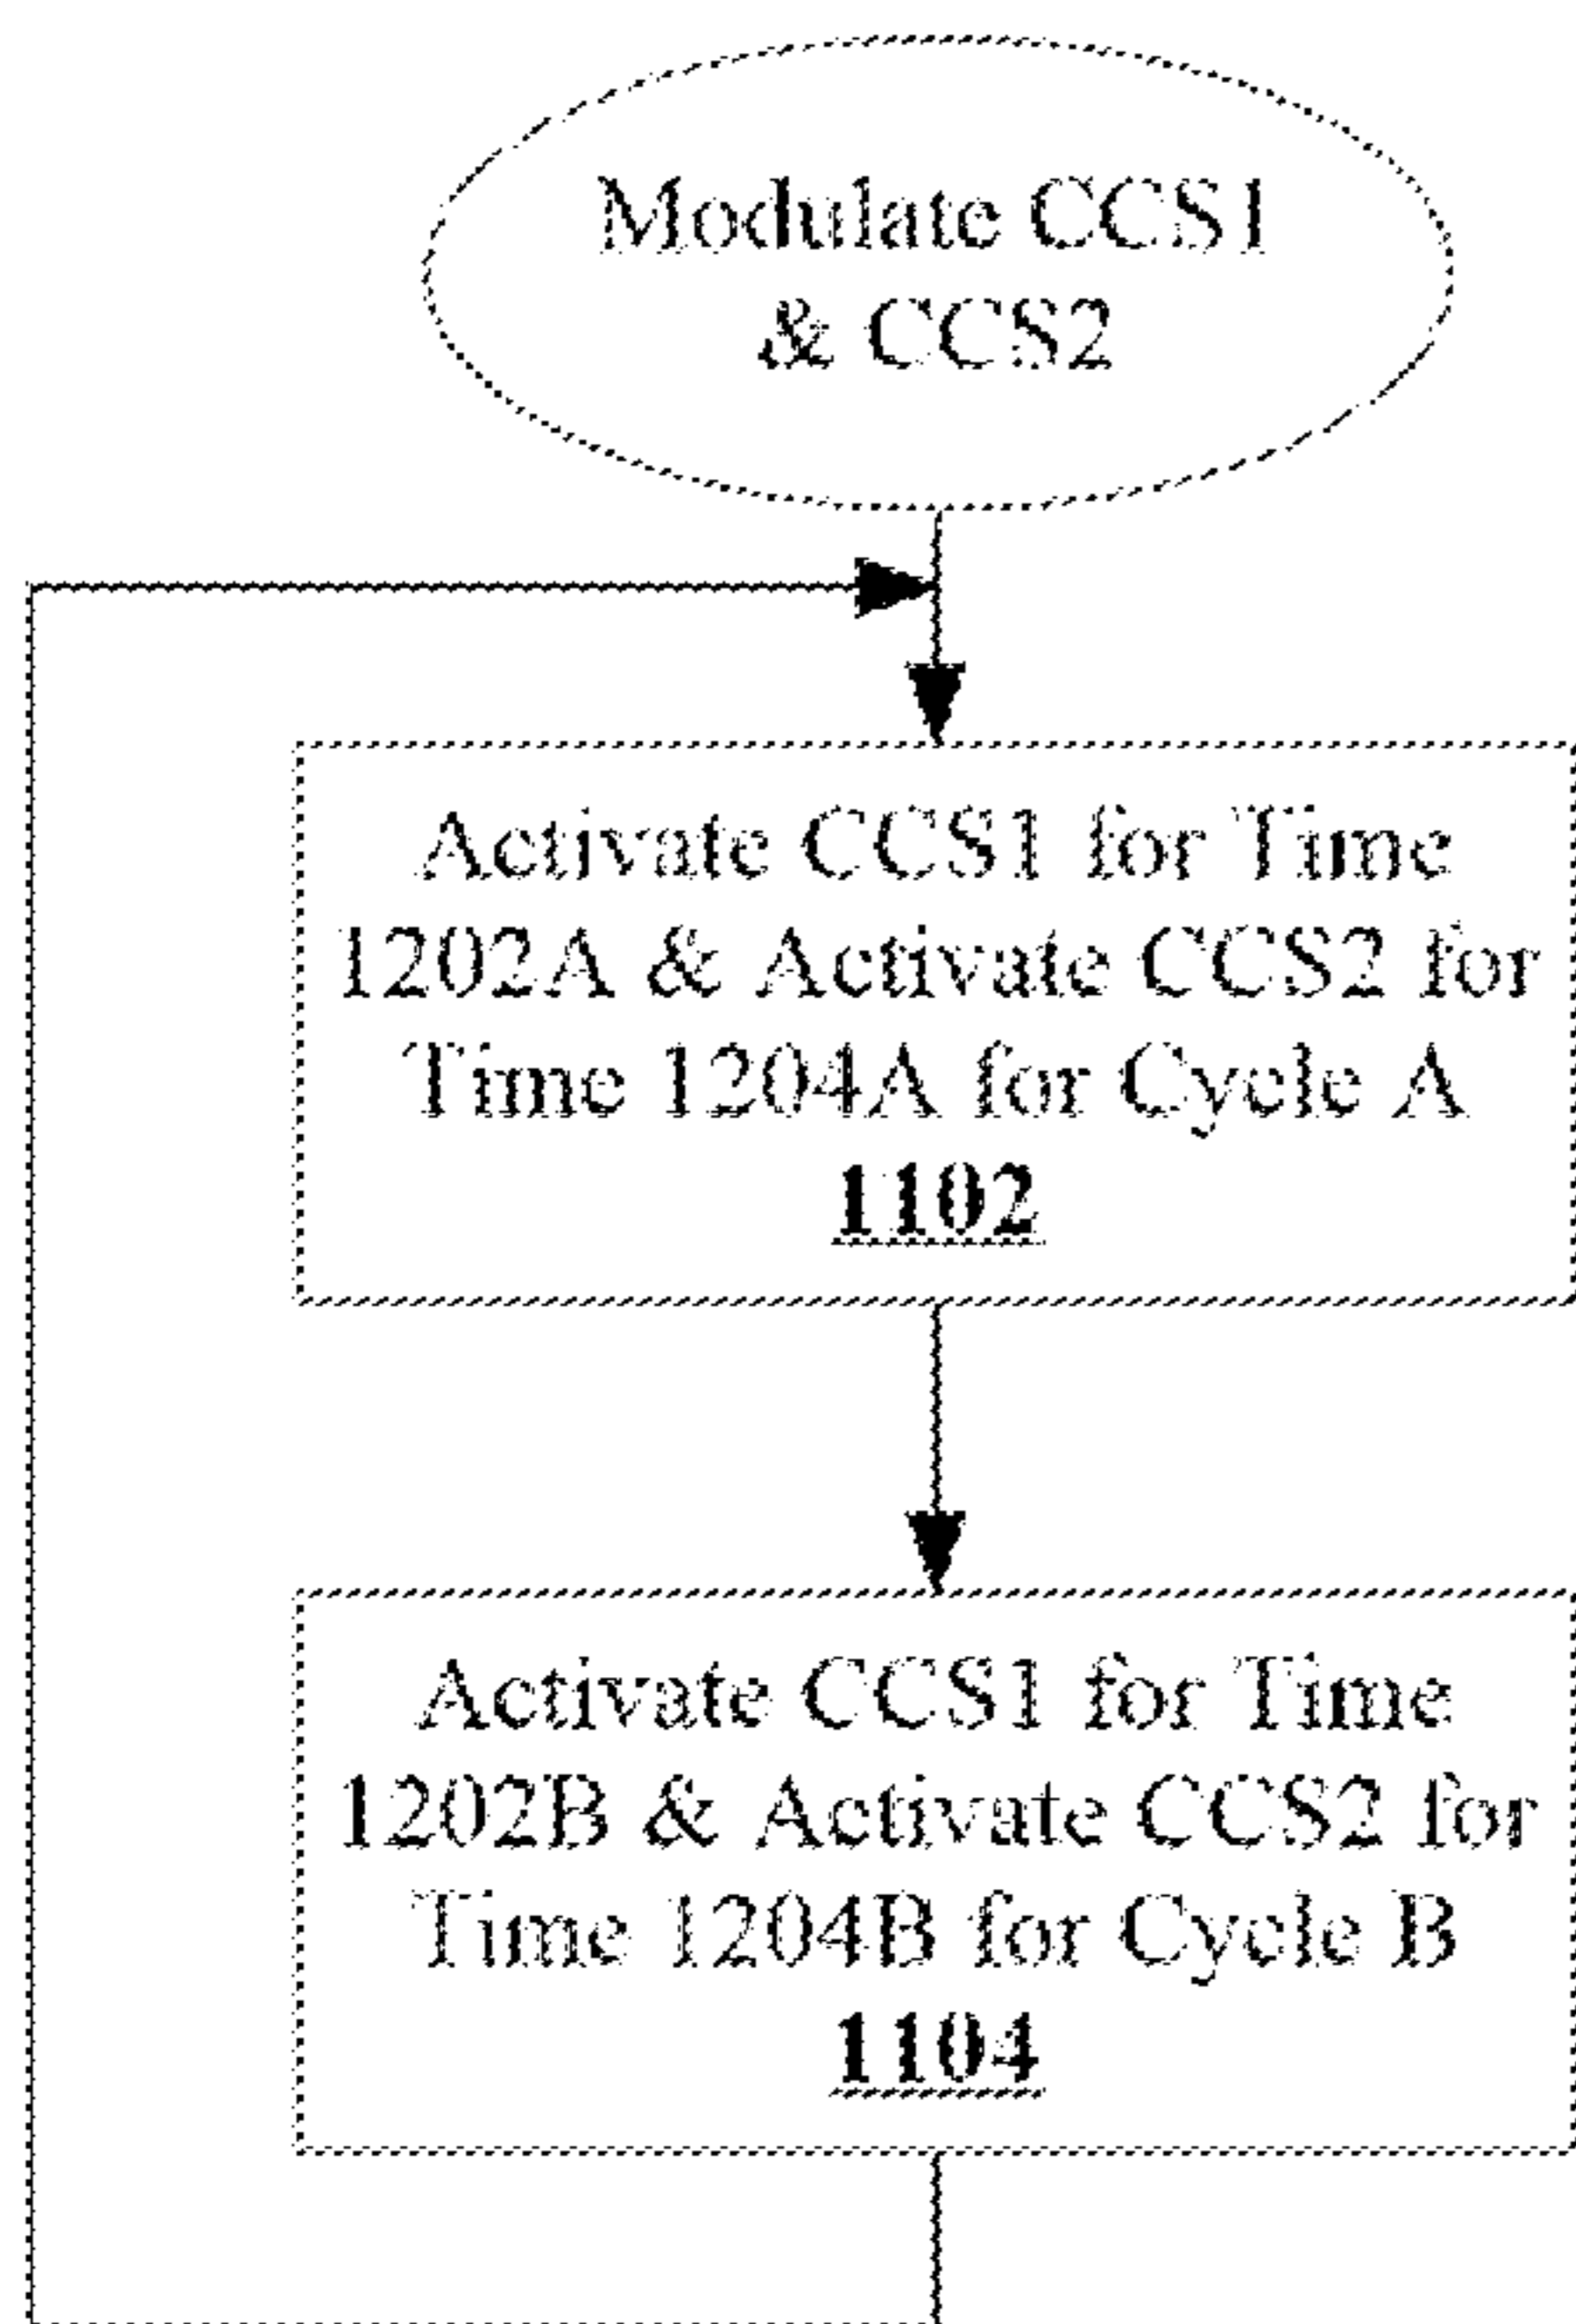 Modulate CCS1
& CCS2
Activate CCS1 for Time
1202A & Activate CCS2 for
Time 1204A for Cycle A
1102
Activate CCS1 for Time
1202B & Activate CCS2 for
Time 1204B for Cycle B
1104